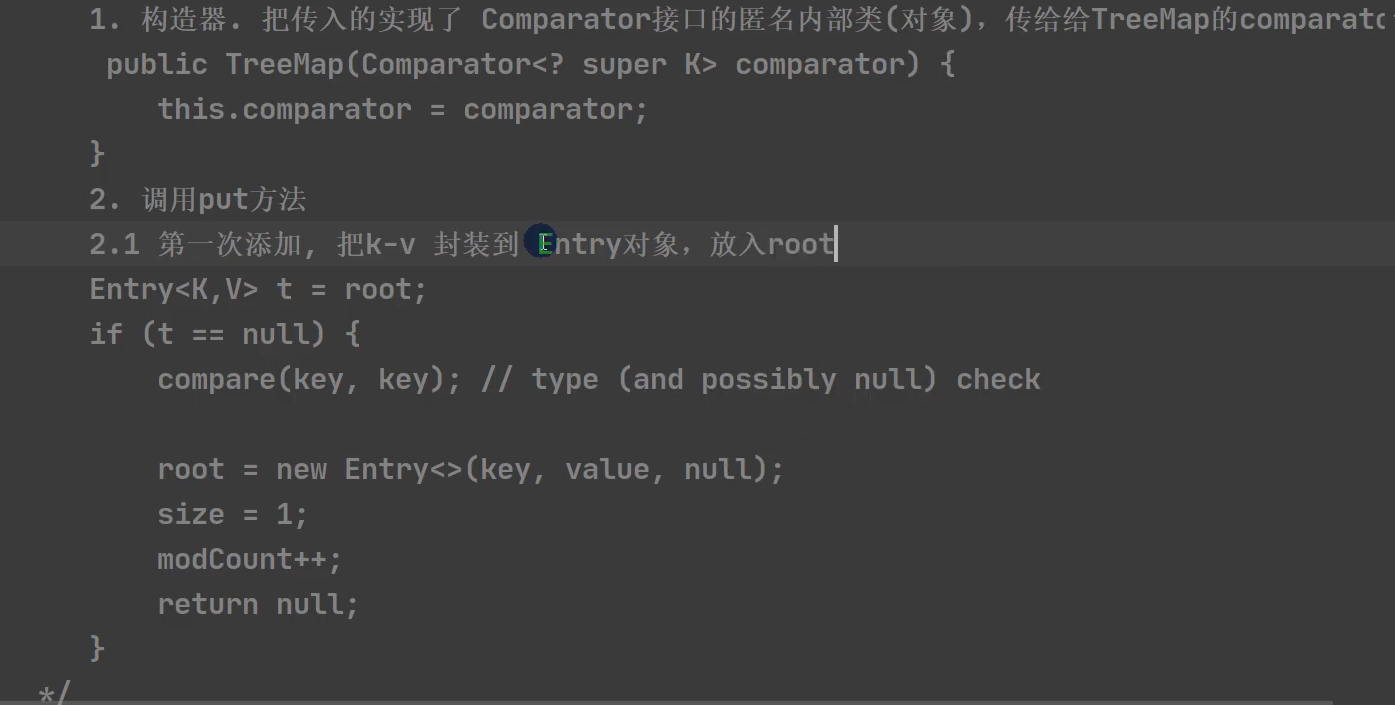 1. 构造器. 把传入的实现了 Comparator接口的匿名内部类(对象)，传给给TreeMap的comparato
public TreeMap(Comparator<? super K> comparator) {
this.comparator = comparator;
}
2. 调用put方法
2.1 第一次添加, 把k-v 封装到 Entry对象，放入root
Entry<K,V> t = root;
if (t == null) {
compare(key, key); // type (and possibly null) check
root = new Entry<>(key, value, null);
size = 1;
modCount++;
return null;
}
*/